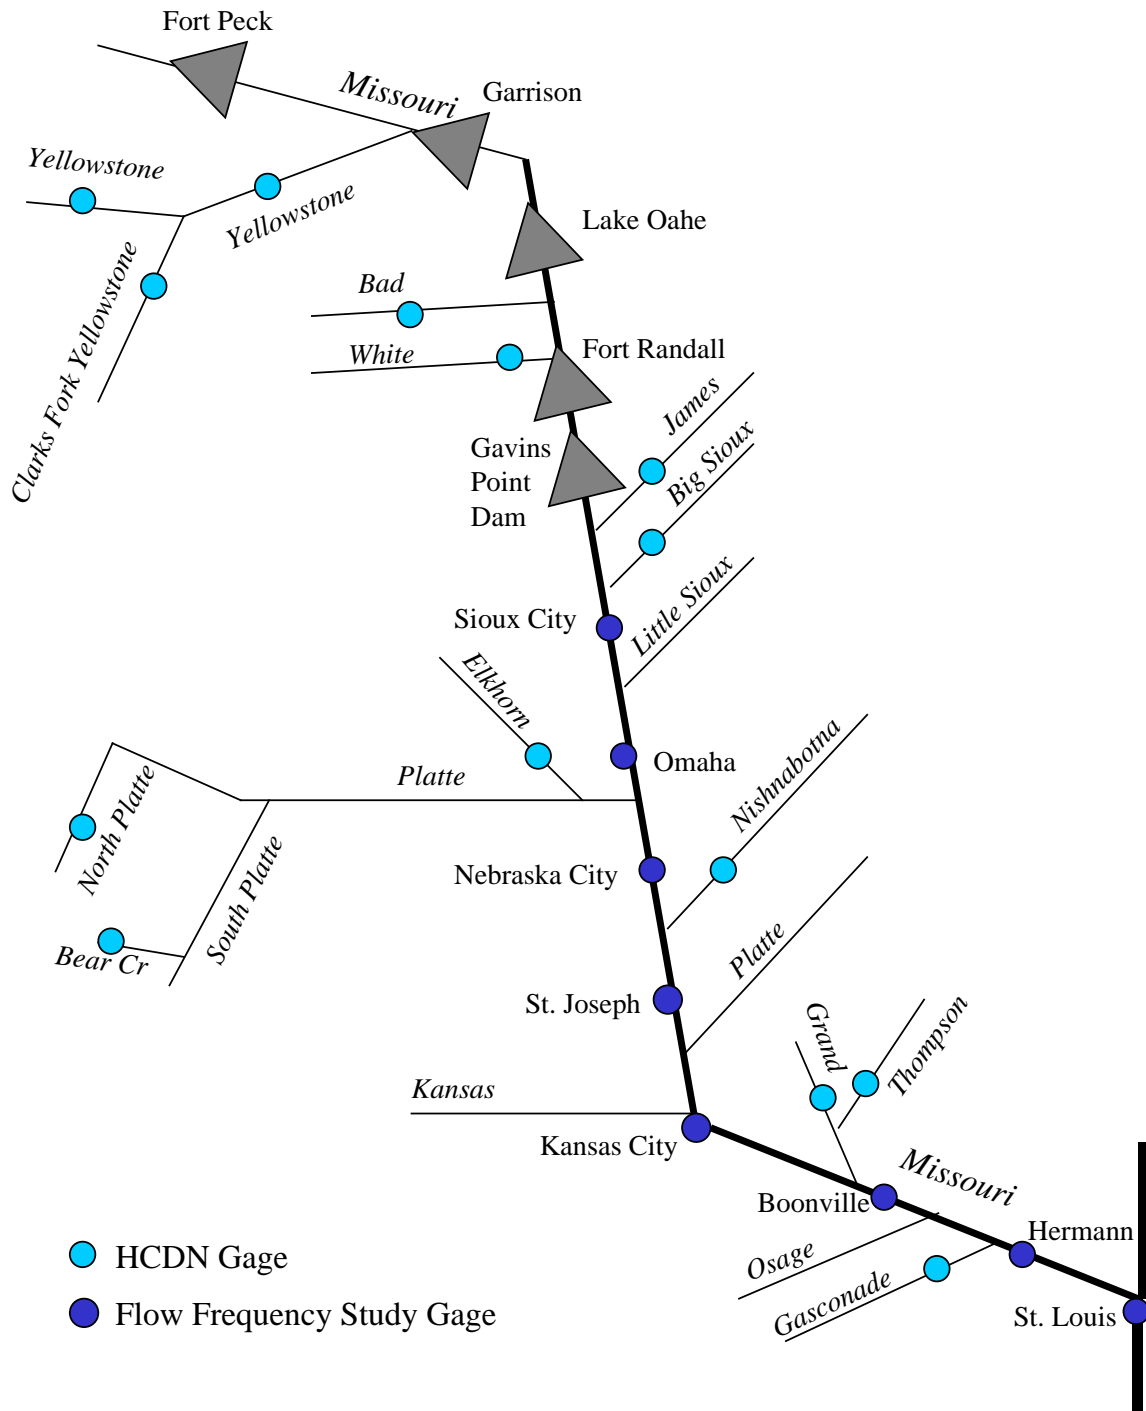 Fort Peck
Missouri
Garrison
Yellowstone
Yellowstone
Clarks Fork Yellowstone
Lake Oahe
Bad
White
Fort Randall
James
Gavins
Point
Dam
Big Sioux
Sioux City
Little Sioux
Elkhorn
Omaha
Platte
Nishnabotna
North Platte
South Platte
Bear Cr
Nebraska City
Platte
St. Joseph
Grand
Thompson
Kansas
Kansas City
Missouri
Boonville
Hermann
Osage
Gasconade
St. Louis
HCDN Gage
Flow Frequency Study Gage